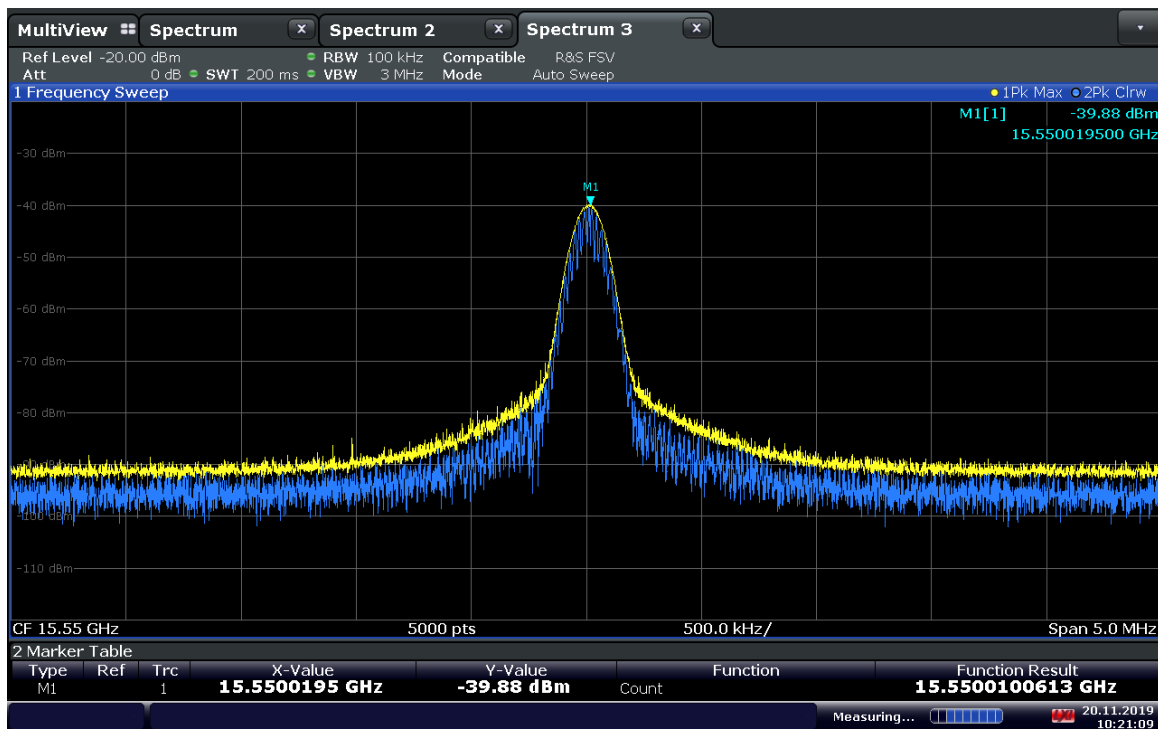 MultiView Spectrum X Spectrum 2 X Spectrum 3 X
Ref Level -20.00 dBm RBW 100 kHz Compatible R&S FSV
Att 0 dB SWT 200 ms VBW 3 MHz Mode Auto Sweep
1 Frequency Sweep 1Pk Max 2Pk Clrw
M1[1] -39.88 dBm
15.550019500 GHz
-30 dBm
M1
-40 dBm
-50 dBm
-60 dBm
-70 dBm
-80 dBm
-100 dBm
-110 dBm
CF 15.55 GHz 5000 pts 500.0 kHz/ Span 5.0 MHz
2 Marker Table
Type Ref Trc X-Value Y-Value Function Function Result
M1 1 15.5500195 GHz -39.88 dBm Count 15.5500100613 GHz
Measuring... 20.11.2019
10:21:09